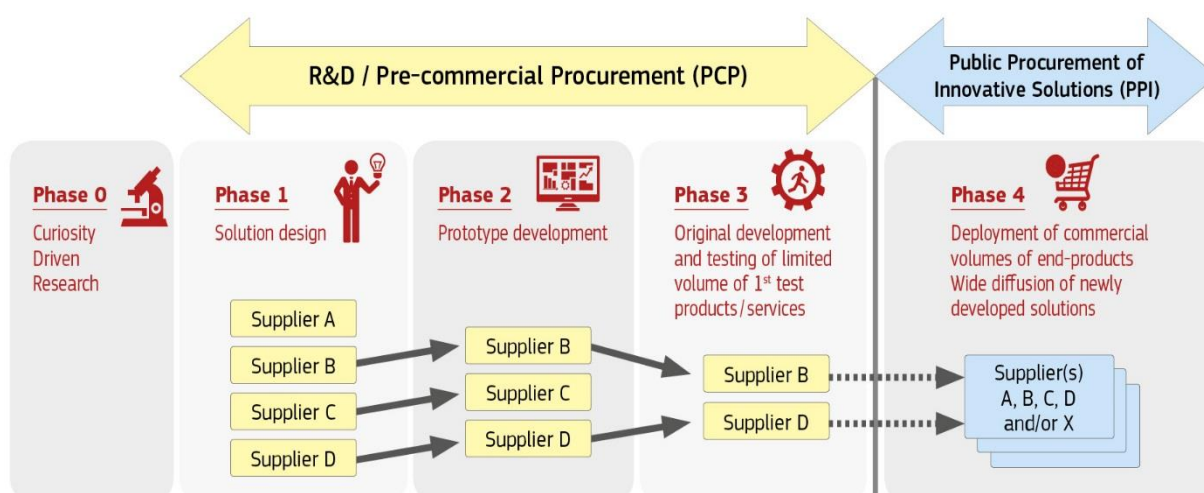 R&D / Pre-commercial Procurement (PCP)
Public Procurement of
Innovative Solutions (PPI)
Phase 0
Curiosity
Driven
Research
Phase 1
Solution design
Supplier A
Supplier B
Supplier C
Supplier D
Phase 2
Prototype development
Supplier B
Supplier C
Supplier D
Phase 3
Original development
and testing of limited
volume of 1st test
products/services
Supplier B
Supplier D
Phase 4
Deployment of commercial
volumes of end-products
Wide diffusion of newly
developed solutions
Supplier(s)
A, B, C, D
and/or X